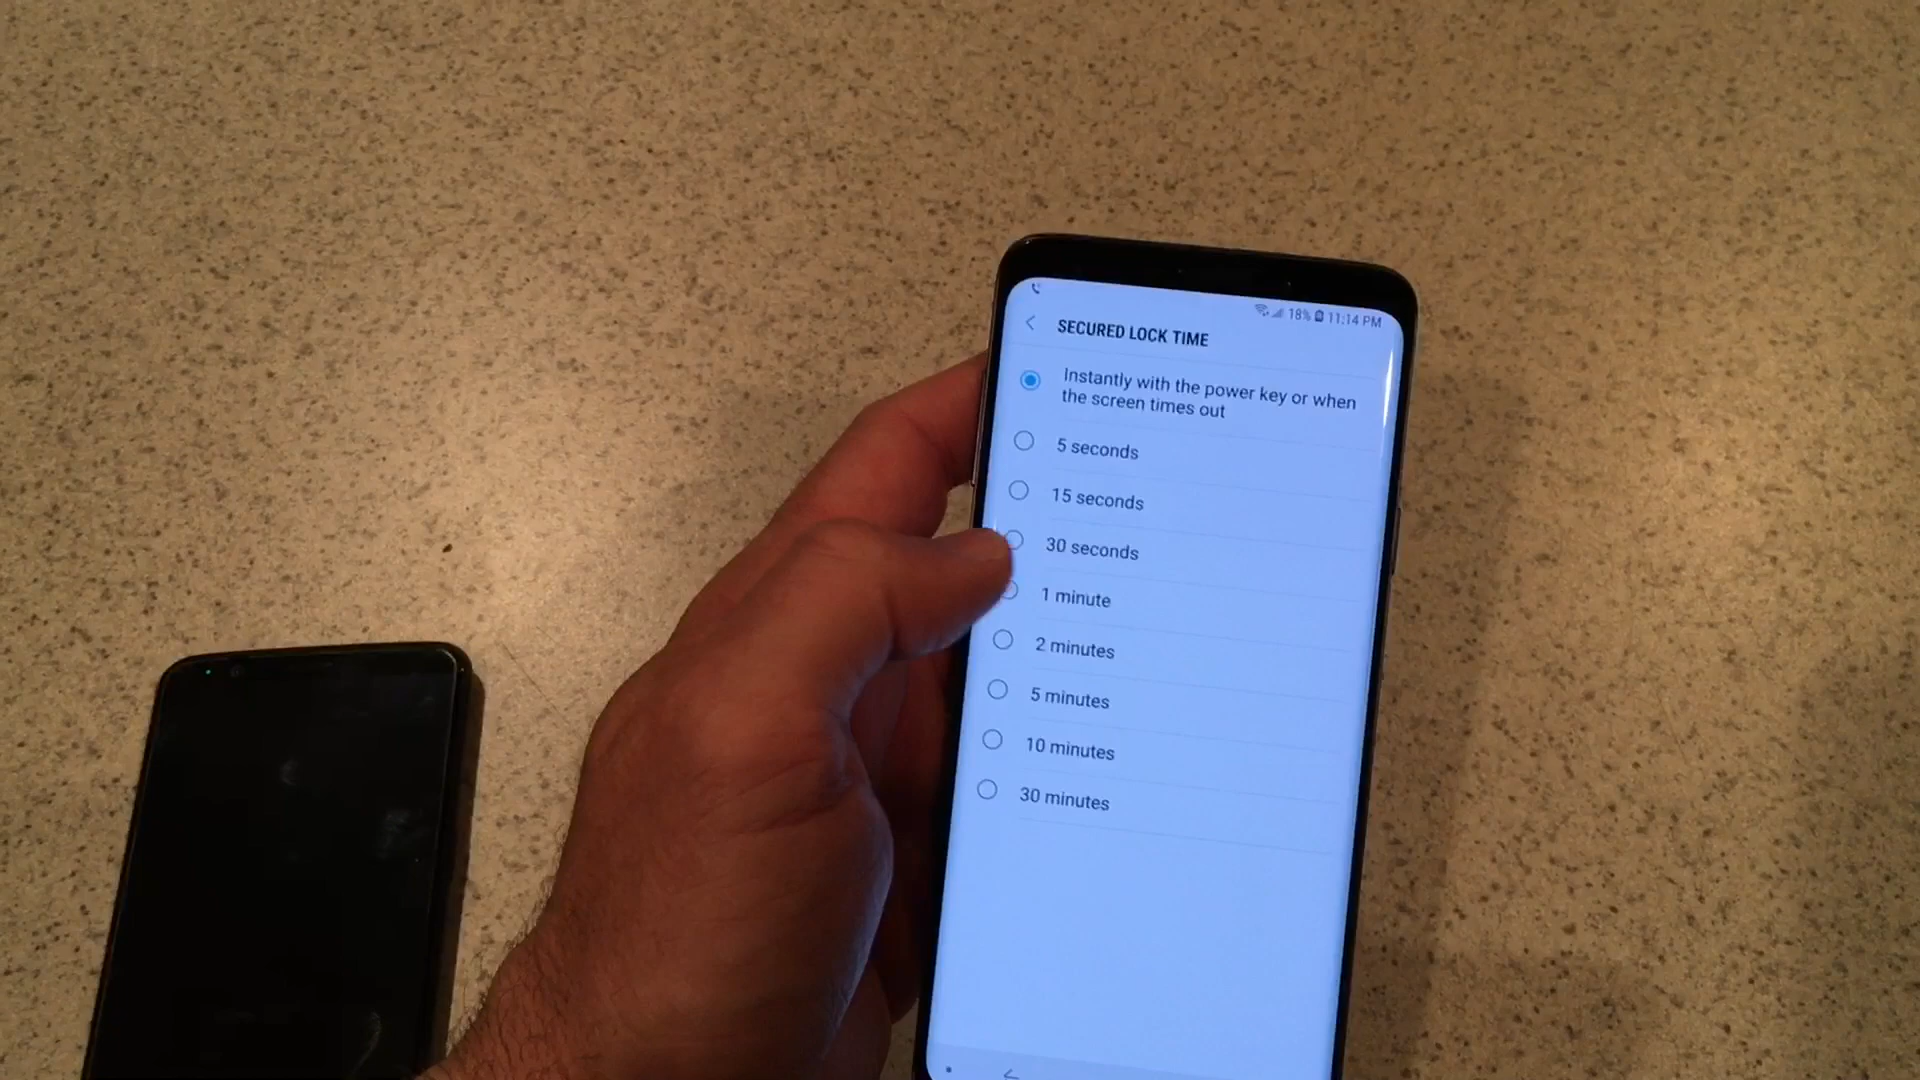 18% 11:14 PM
SECURED LOCK TIME
Instantly with the power key or when
the screen times out
5 seconds
15 seconds
30 seconds
1 minute
2 minutes
5 minutes
10 minutes
30 minutes